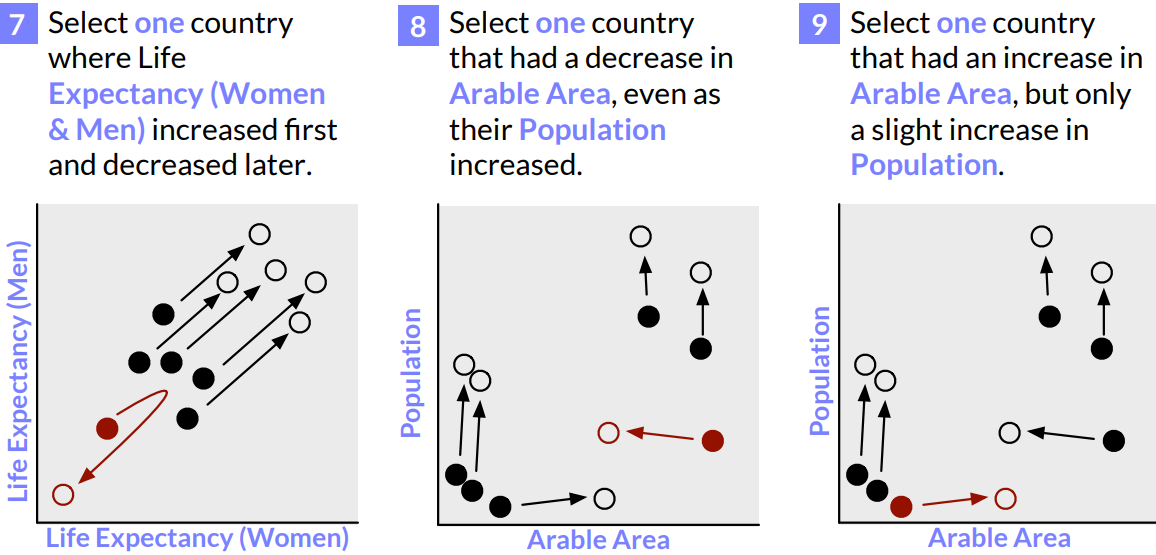 7
Select one country
where Life
Expectancy (Women
& Men) increased first
and decreased later.
Life Expectancy (Men)
Life Expectancy (Women)
8
Select one country
that had a decrease in
Arable Area, even as
their Population
increased.
Population
Arable Area
9
Select one country
that had an increase in
Arable Area, but only
a slight increase in
Population.
Population
Arable Area